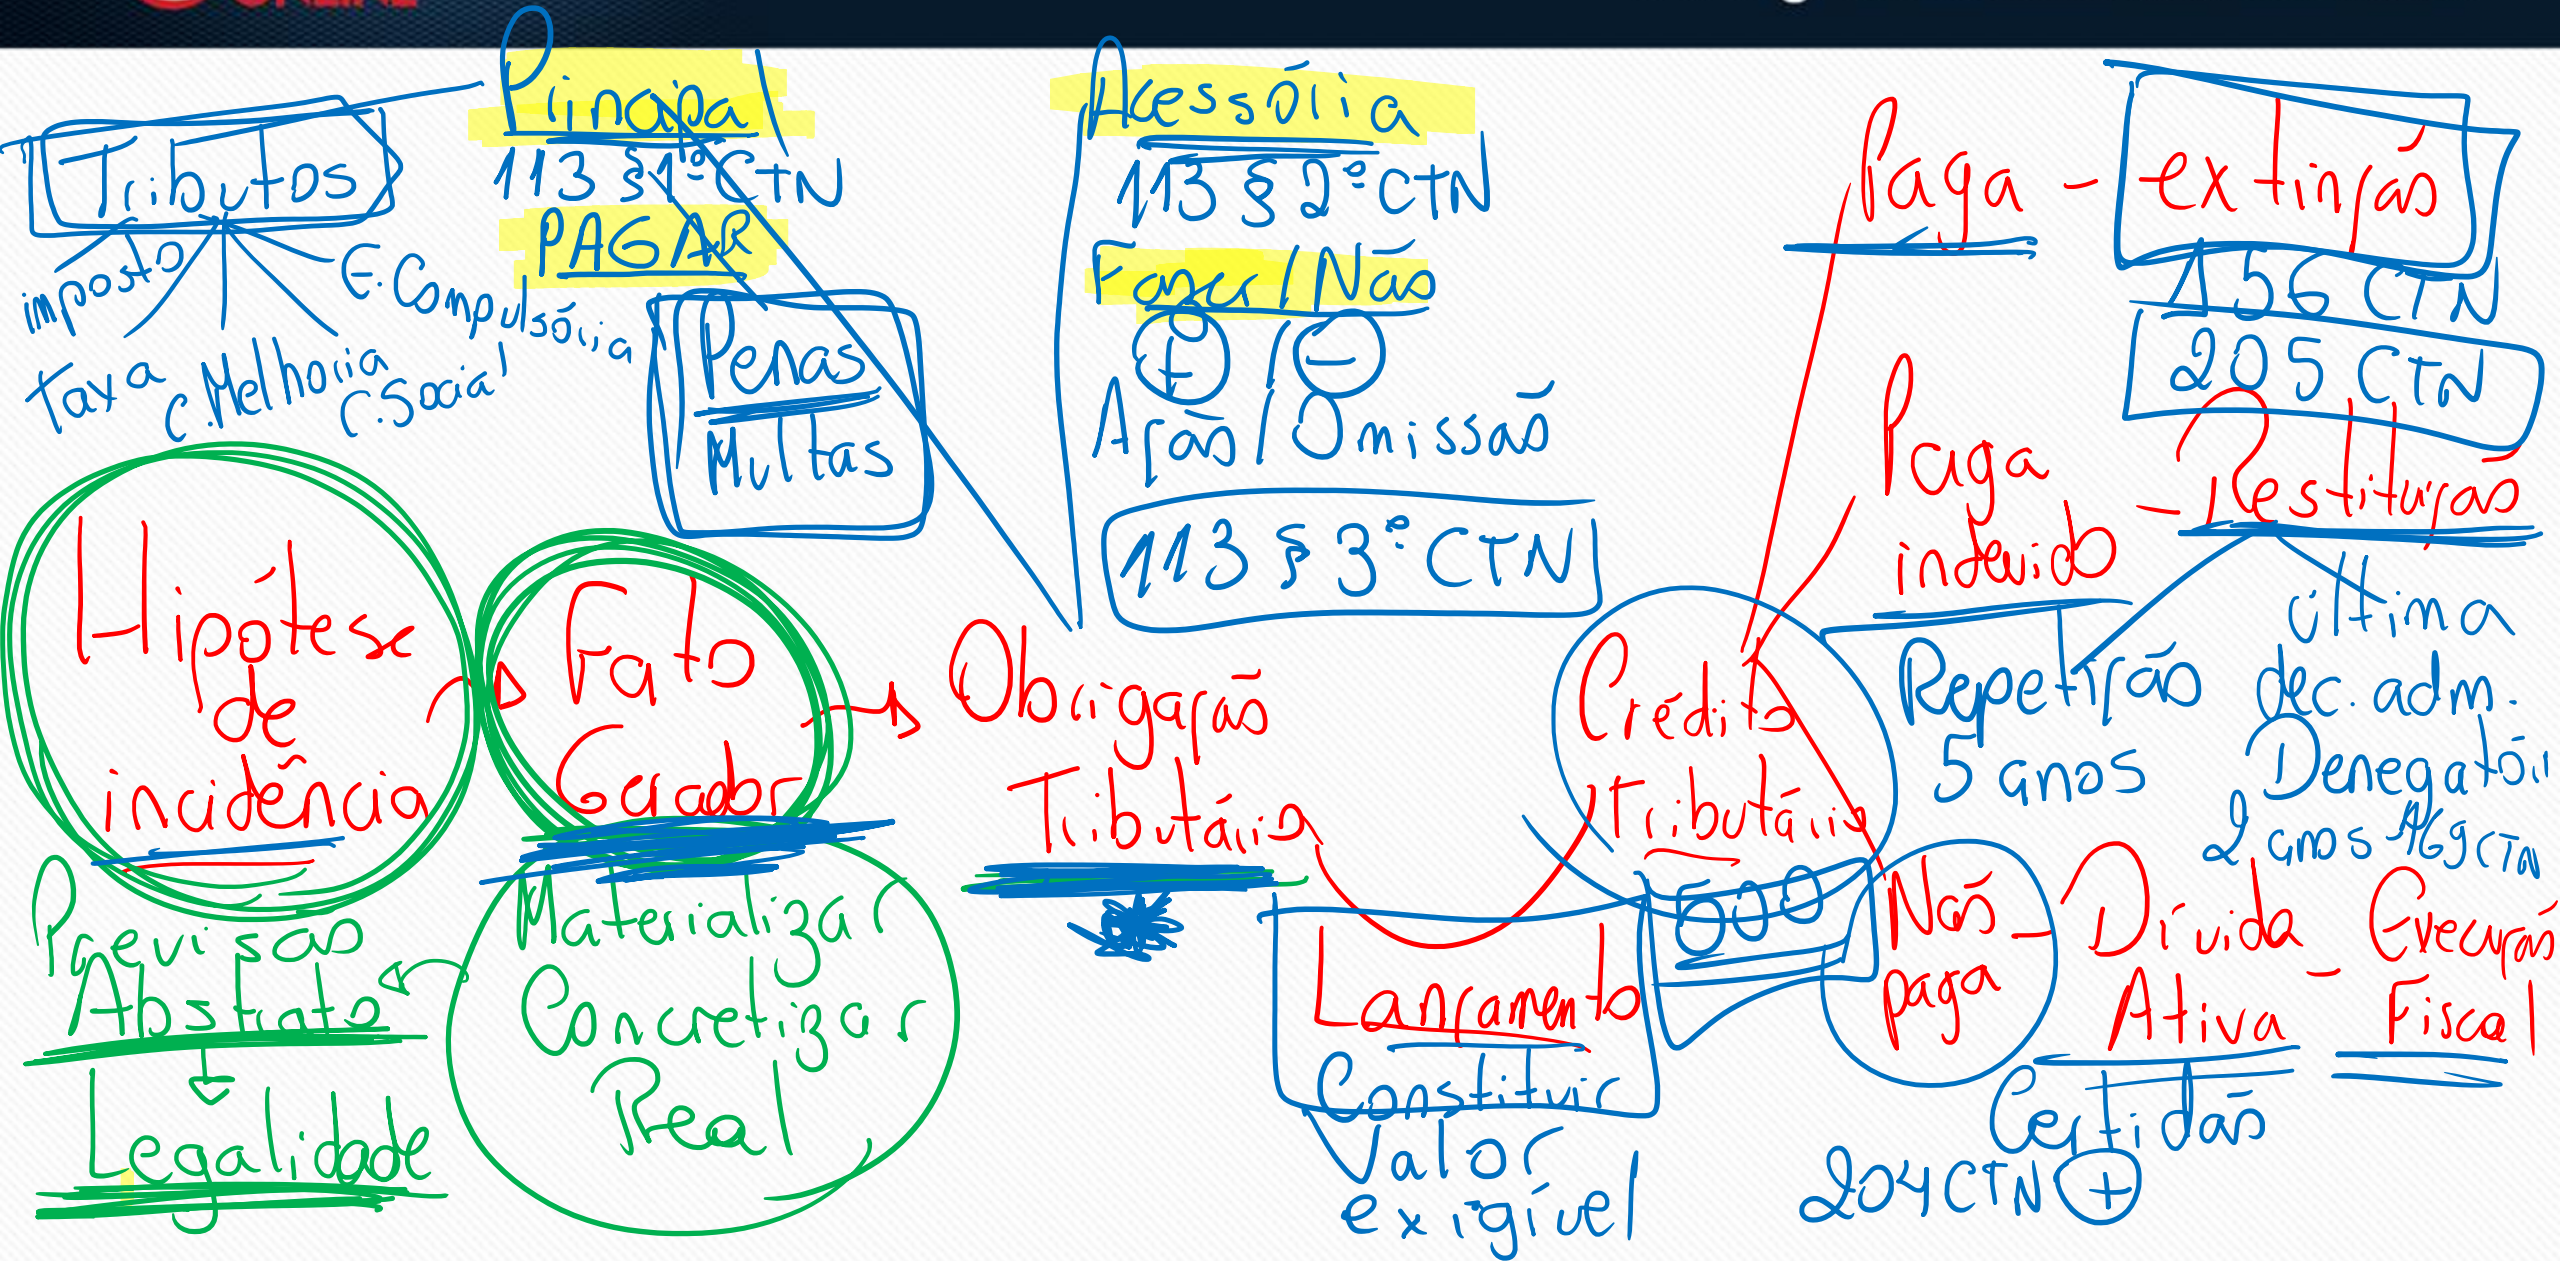 ONLINE
Principal
113 § 1º CTN
PAGAR
Penas
Multas
Tributos
imposto
Taxa
C. Melhoria
C. Social
E. Compulsória
Acessória
113 § 2º CTN
Fazer / Não
+ / -
Ação / Omissão
113 § 3º CTN
Hipótese
de
incidência
Previsão
Abstrato
Legalidade
Fato
Gerador
Materializar
Concretizar
Real
Obrigação
Tributária
Lançamento
Constituir
Valor
exigível
Crédito
Tributário
500
Paga - extinção
156 CTN
205 CTN
Paga
indevido - Restituição
Repetição
5 anos
última
dec. adm.
Denegatória
2 anos 169 CTN
Não
paga - Dívida
Ativa - Execução
Fiscal
Certidão
204 CTN +